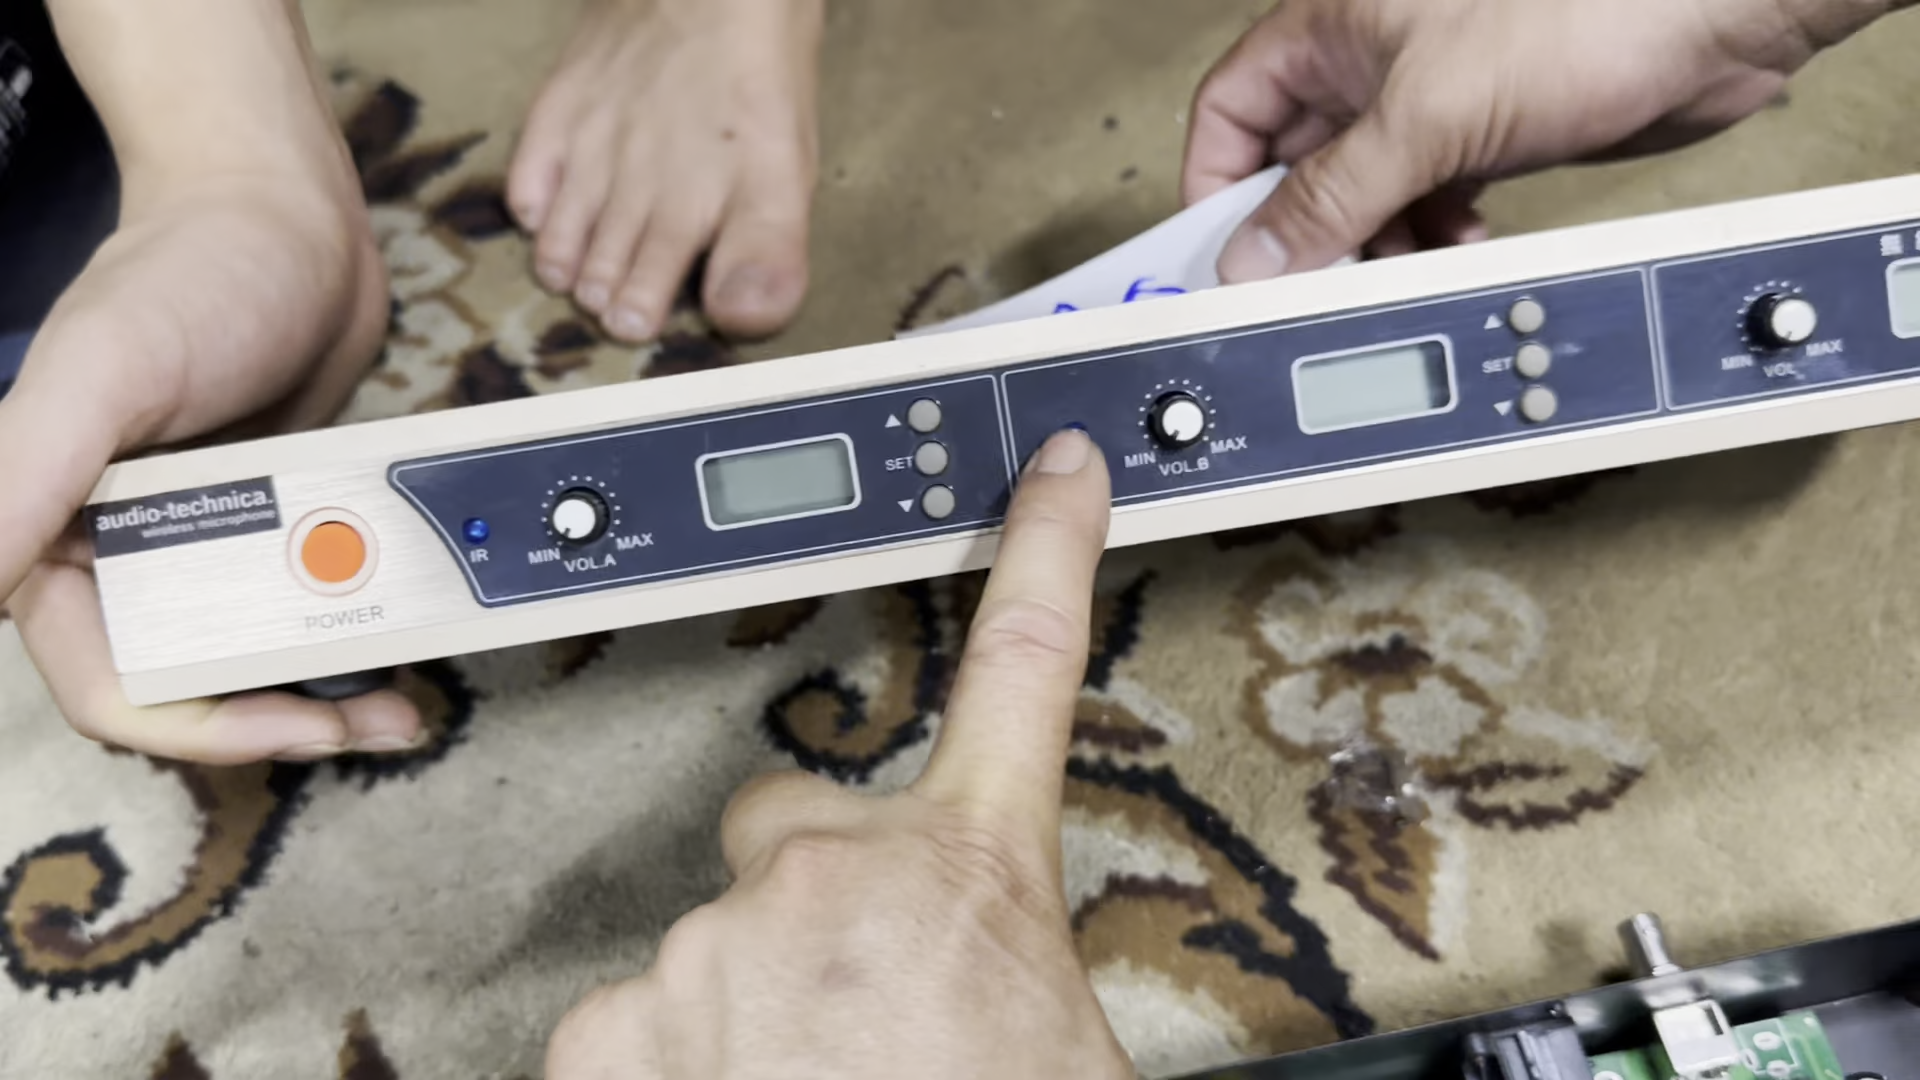 audio-technica.
wireless microphone
POWER
IR
MIN
MAX
VOL.A
SET
MIN
MAX
VOL.B
SET
MIN
MAX
VOL